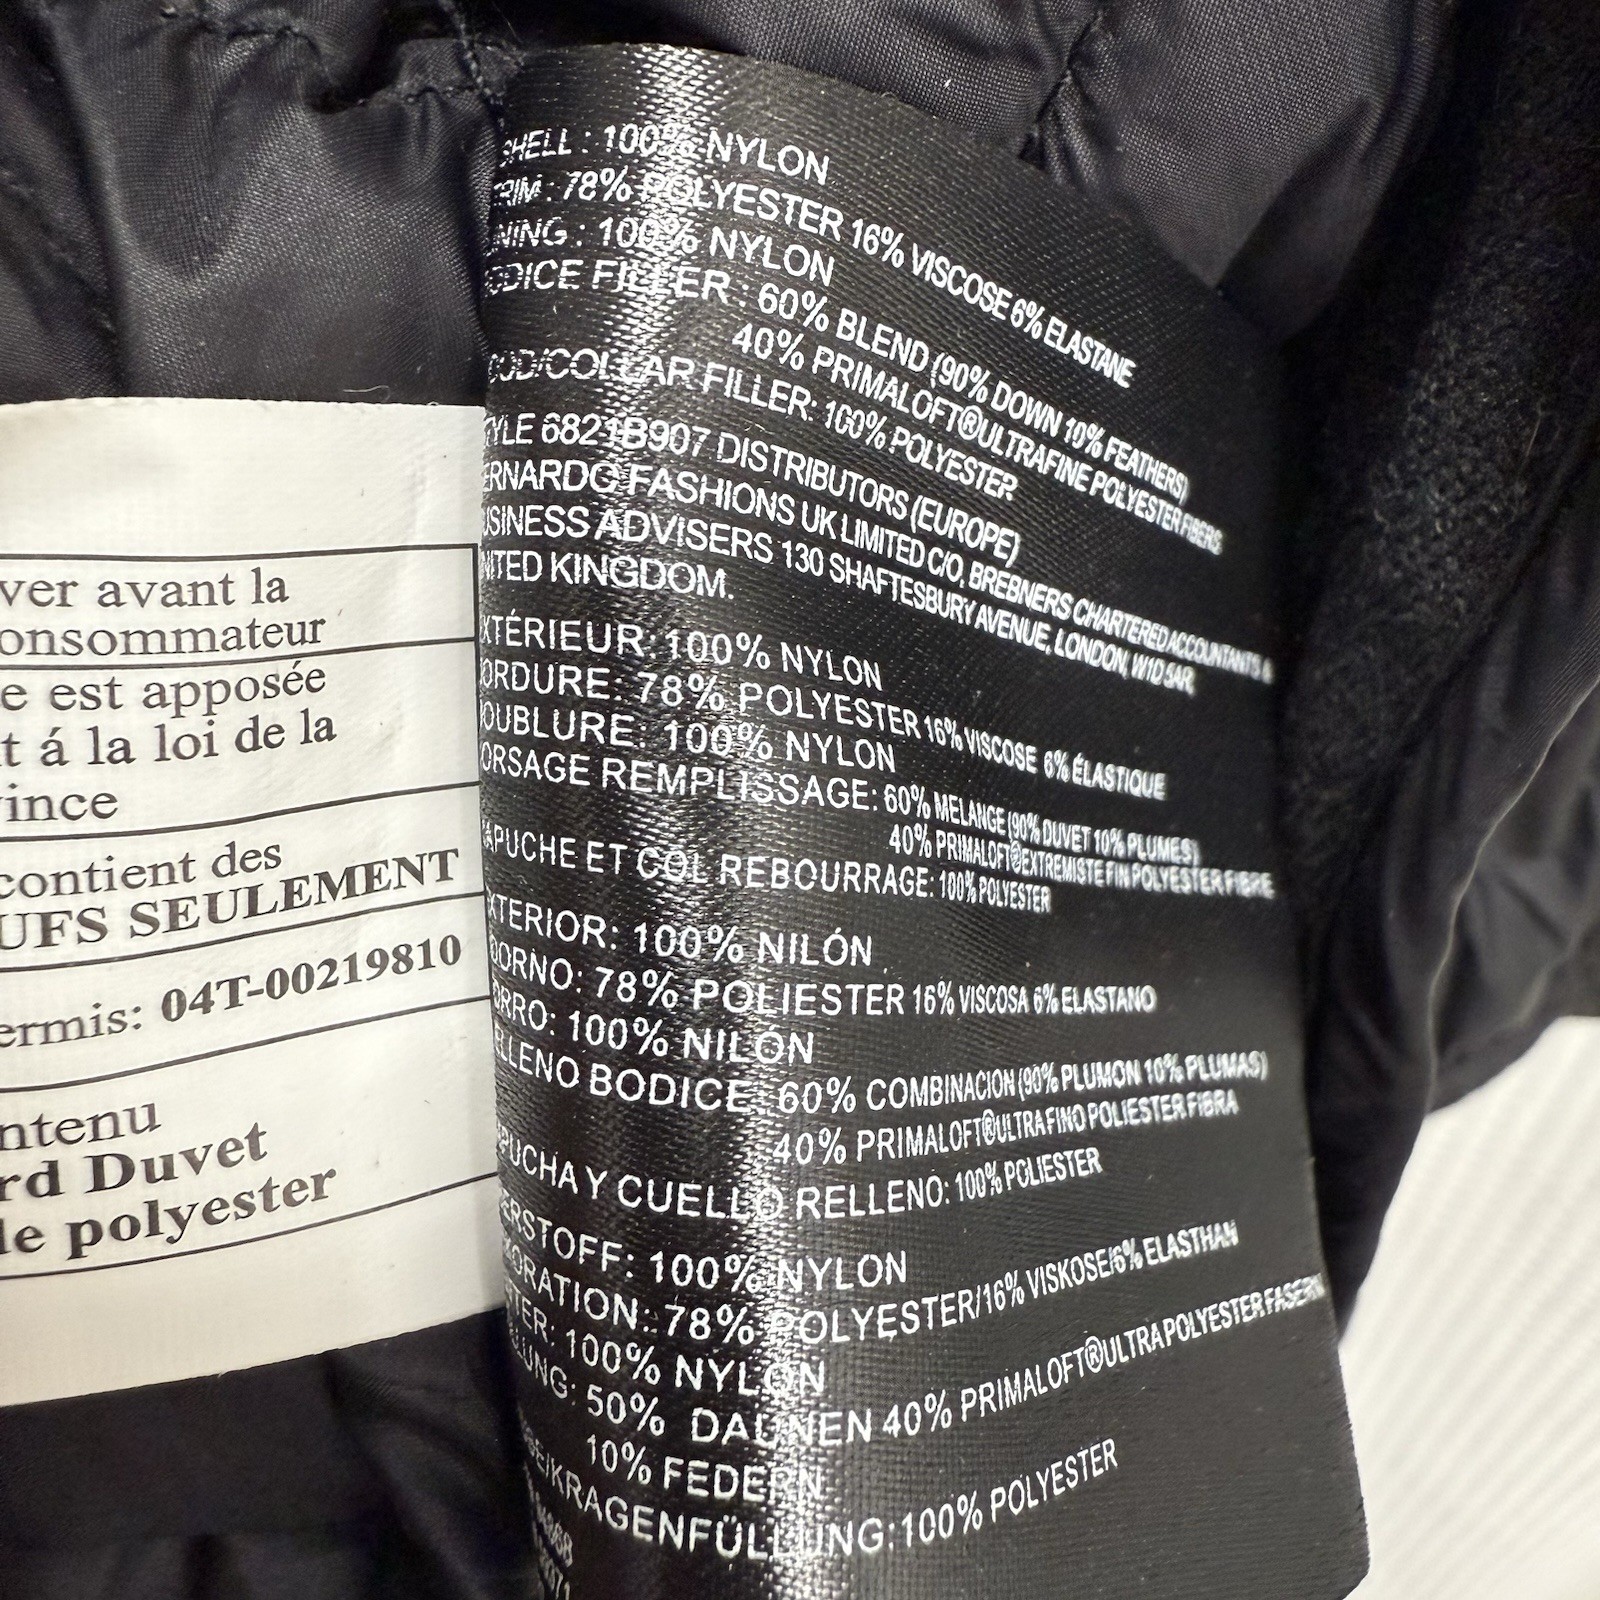 SHELL : 100% NYLON
TRIM : 78% POLYESTER 16% VISCOSE 6% ELASTANE
NING : 100% NYLON
ODICE FILLER : 60% BLEND (90% DOWN 10% FEATHERS)
40% PRIMALOFT®ULTRAFINE POLYESTER FIBERS
OOD/COLLAR FILLER: 100% POLYESTER
TYLE 6821B907 DISTRIBUTORS (EUROPE)
ERNARDO FASHIONS UK LIMITED C/O, BREBNERS CHARTERED ACCOUNTANTS &
USINESS ADVISERS 130 SHAFTESBURY AVENUE, LONDON, W1D 5AR,
NITED KINGDOM.
XTÉRIEUR: 100% NYLON
ORDURE: 78% POLYESTER 16% VISCOSE 6% ÉLASTIQUE
OUBLURE: 100% NYLON
ORSAGE REMPLISSAGE: 60% MELANGE (90% DUVET 10% PLUMES)
40% PRIMALOFT®EXTREMISTE FIN POLYESTER FIBRE
APUCHE ET COL REBOURRAGE: 100% POLYESTER
XTERIOR: 100% NILÓN
DORNO: 78% POLIESTER 16% VISCOSA 6% ELASTANO
ORRO: 100% NILÓN
ELLENO BODICE: 60% COMBINACION (90% PLUMON 10% PLUMAS)
40% PRIMALOFT®ULTRAFINO POLIESTER FIBRA
APUCHA Y CUELLO RELLENO: 100% POLIESTER
ERSTOFF: 100% NYLON
KORATION: 78% POLYESTER/16% VISKOSE/6% ELASTHAN
TER: 100% NYLON
LUNG: 50% DAUNEN 40% PRIMALOFT®ULTRA POLYESTER FASERN
10% FEDERN
SE/KRAGENFÜLLUNG: 100% POLYESTER
ver avant la
onsommateur
e est apposée
t á la loi de la
vince
contient des
UFS SEULEMENT
ermis: 04T-00219810
ntenu
rd Duvet
le polyester